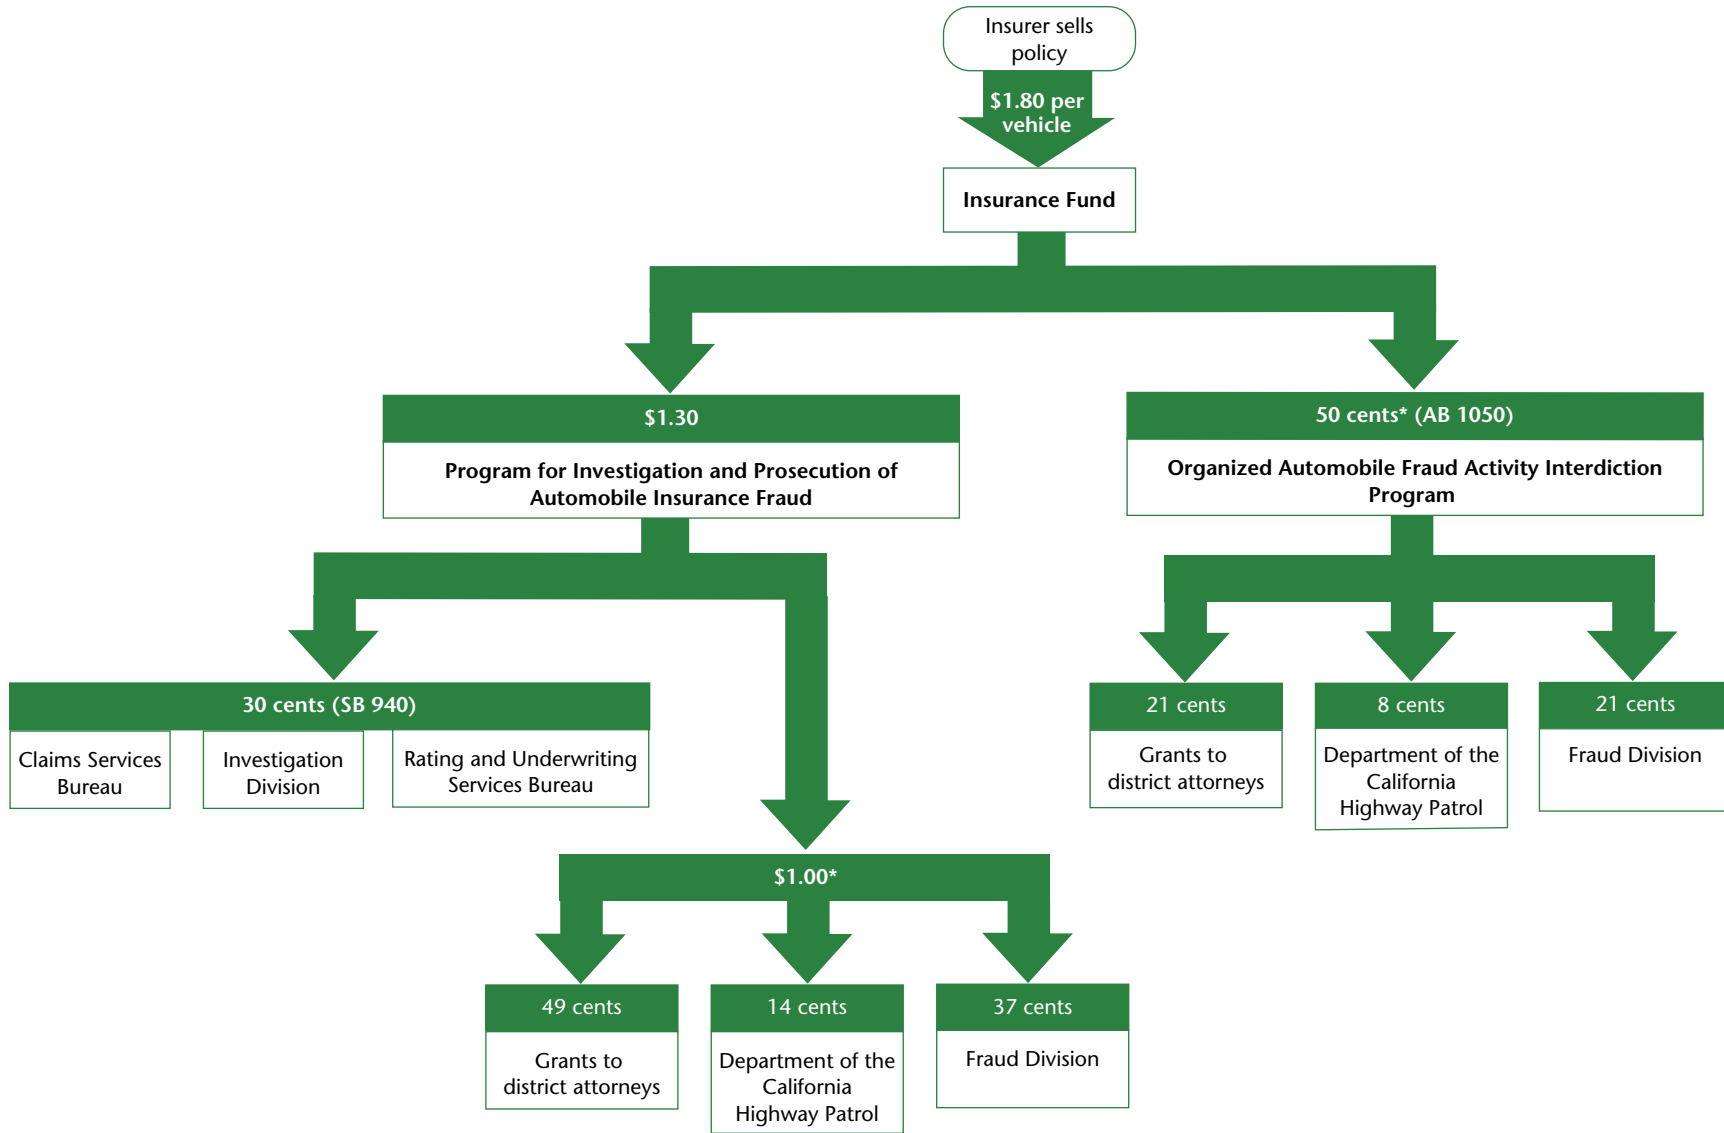 Insurer sells
policy
$1.80 per
vehicle
Insurance Fund
$1.30
Program for Investigation and Prosecution of
Automobile Insurance Fraud
50 cents* (AB 1050)
Organized Automobile Fraud Activity Interdiction
Program
30 cents (SB 940)
Claims Services
Bureau
Investigation
Division
Rating and Underwriting
Services Bureau
21 cents
Grants to
district attorneys
8 cents
Department of the
California
Highway Patrol
21 cents
Fraud Division
$1.00*
49 cents
Grants to
district attorneys
14 cents
Department of the
California
Highway Patrol
37 cents
Fraud Division